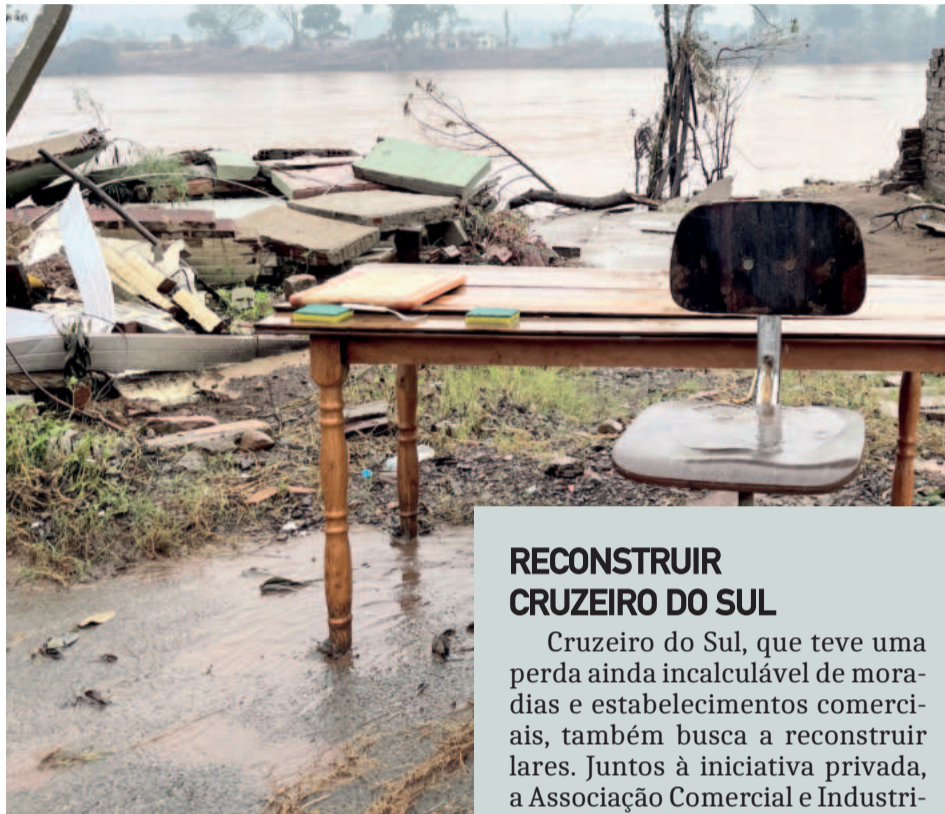 RECONSTRUIR
CRUZEIRO DO SUL
Cruzeiro do Sul, que teve uma
perda ainda incalculável de mora-
dias e estabelecimentos comerci-
ais, também busca a reconstruir
lares. Juntos à iniciativa privada,
a Associação Comercial e Industri-